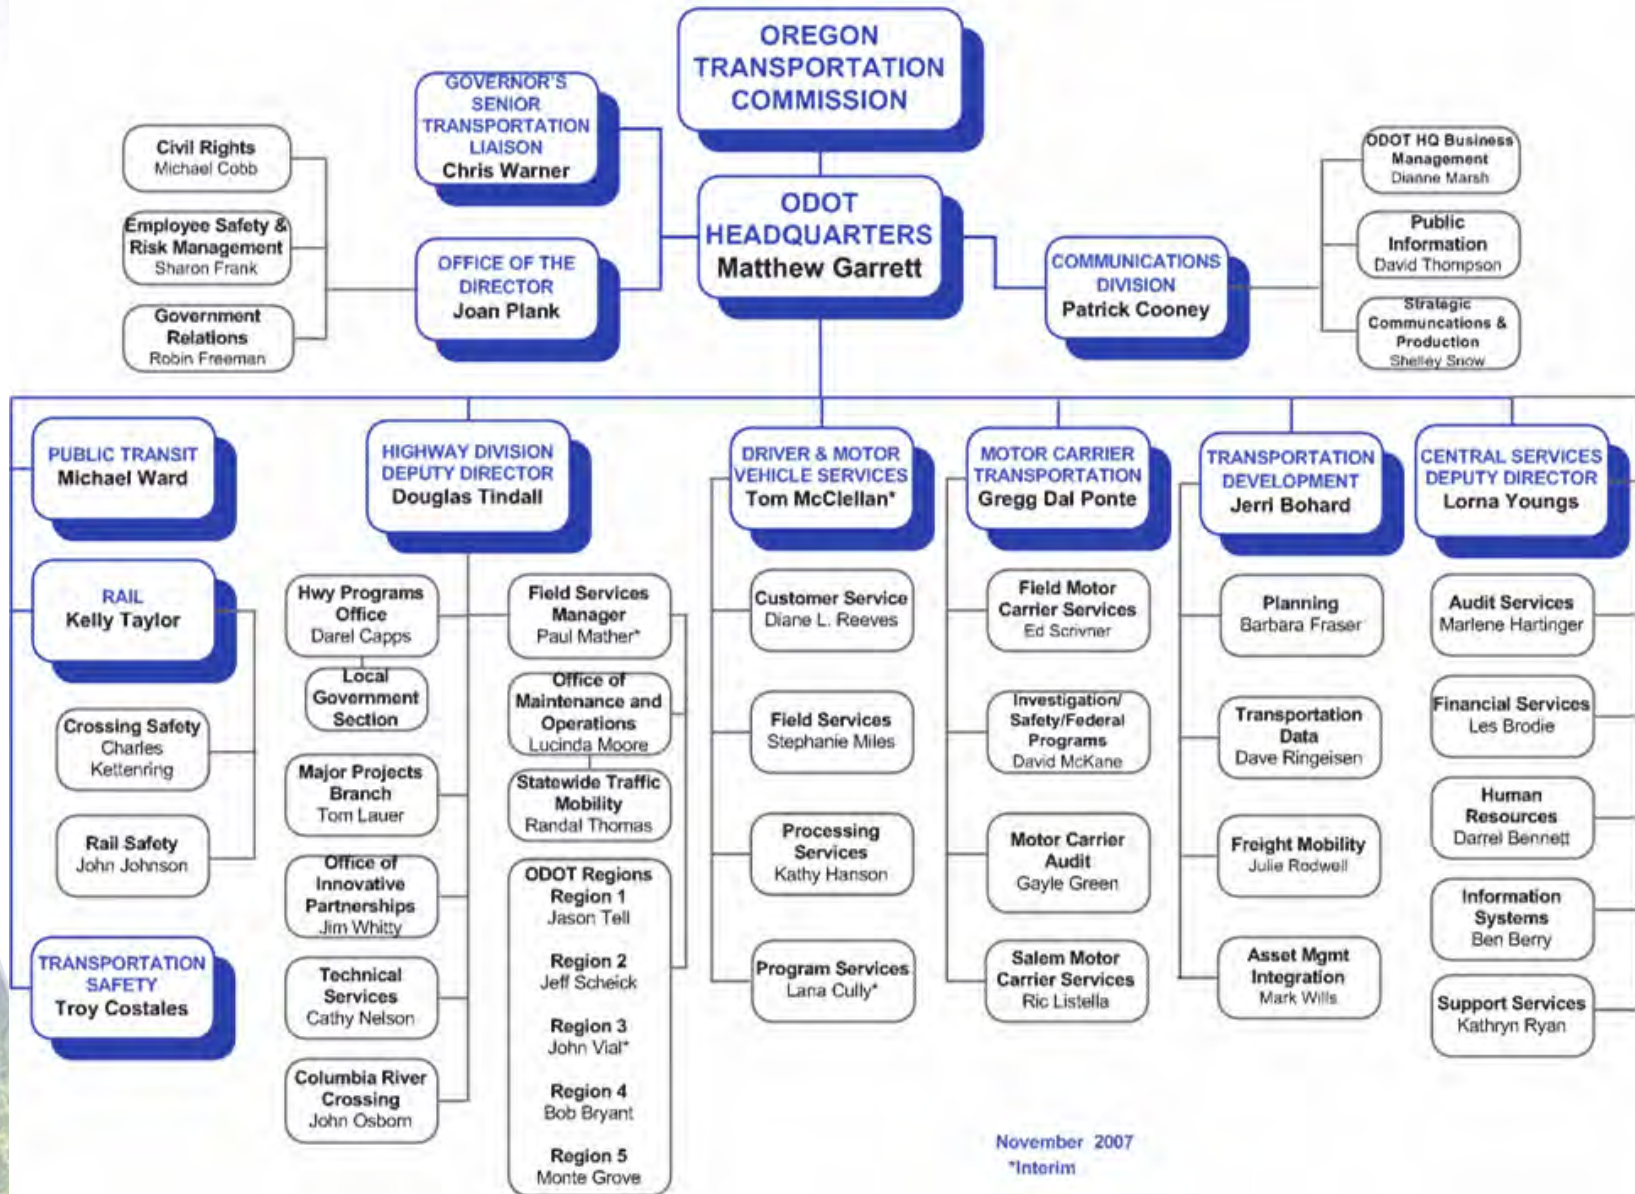 OREGON
TRANSPORTATION
COMMISSION
GOVERNOR'S
SENIOR
TRANSPORTATION
LIAISON
Chris Warner
ODOT
HEADQUARTERS
Matthew Garrett
Civil Rights
Michael Cobb
Employee Safety &
Risk Management
Sharon Frank
Government
Relations
Robin Freeman
OFFICE OF THE
DIRECTOR
Joan Plank
COMMUNICATIONS
DIVISION
Patrick Cooney
ODOT HQ Business
Management
Dianne Marsh
Public
Information
David Thompson
Strategic
Communcations &
Production
Shelley Snow
PUBLIC TRANSIT
Michael Ward
RAIL
Kelly Taylor
Crossing Safety
Charles
Kettenring
Rail Safety
John Johnson
TRANSPORTATION
SAFETY
Troy Costales
HIGHWAY DIVISION
DEPUTY DIRECTOR
Douglas Tindall
Hwy Programs
Office
Darel Capps
Local
Government
Section
Major Projects
Branch
Tom Lauer
Office of
Innovative
Partnerships
Jim Whitty
Technical
Services
Cathy Nelson
Columbia River
Crossing
John Osborn
Field Services
Manager
Paul Mather*
Office of
Maintenance and
Operations
Lucinda Moore
Statewide Traffic
Mobility
Randal Thomas
ODOT Regions
Region 1
Jason Tell
Region 2
Jeff Scheick
Region 3
John Vial*
Region 4
Bob Bryant
Region 5
Monte Grove
DRIVER & MOTOR
VEHICLE SERVICES
Tom McClellan*
Customer Service
Diane L. Reeves
Field Services
Stephanie Miles
Processing
Services
Kathy Hanson
Program Services
Lana Cully*
MOTOR CARRIER
TRANSPORTATION
Gregg Dal Ponte
Field Motor
Carrier Services
Ed Scrivner
Investigation/
Safety/Federal
Programs
David McKane
Motor Carrier
Audit
Gayle Green
Salem Motor
Carrier Services
Ric Listella
TRANSPORTATION
DEVELOPMENT
Jerri Bohard
Planning
Barbara Fraser
Transportation
Data
Dave Ringeisen
Freight Mobility
Julie Rodwell
Asset Mgmt
Integration
Mark Wills
CENTRAL SERVICES
DEPUTY DIRECTOR
Lorna Youngs
Audit Services
Marlene Hartinger
Financial Services
Les Brodie
Human
Resources
Darrel Bennett
Information
Systems
Ben Berry
Support Services
Kathryn Ryan
November 2007
*Interim